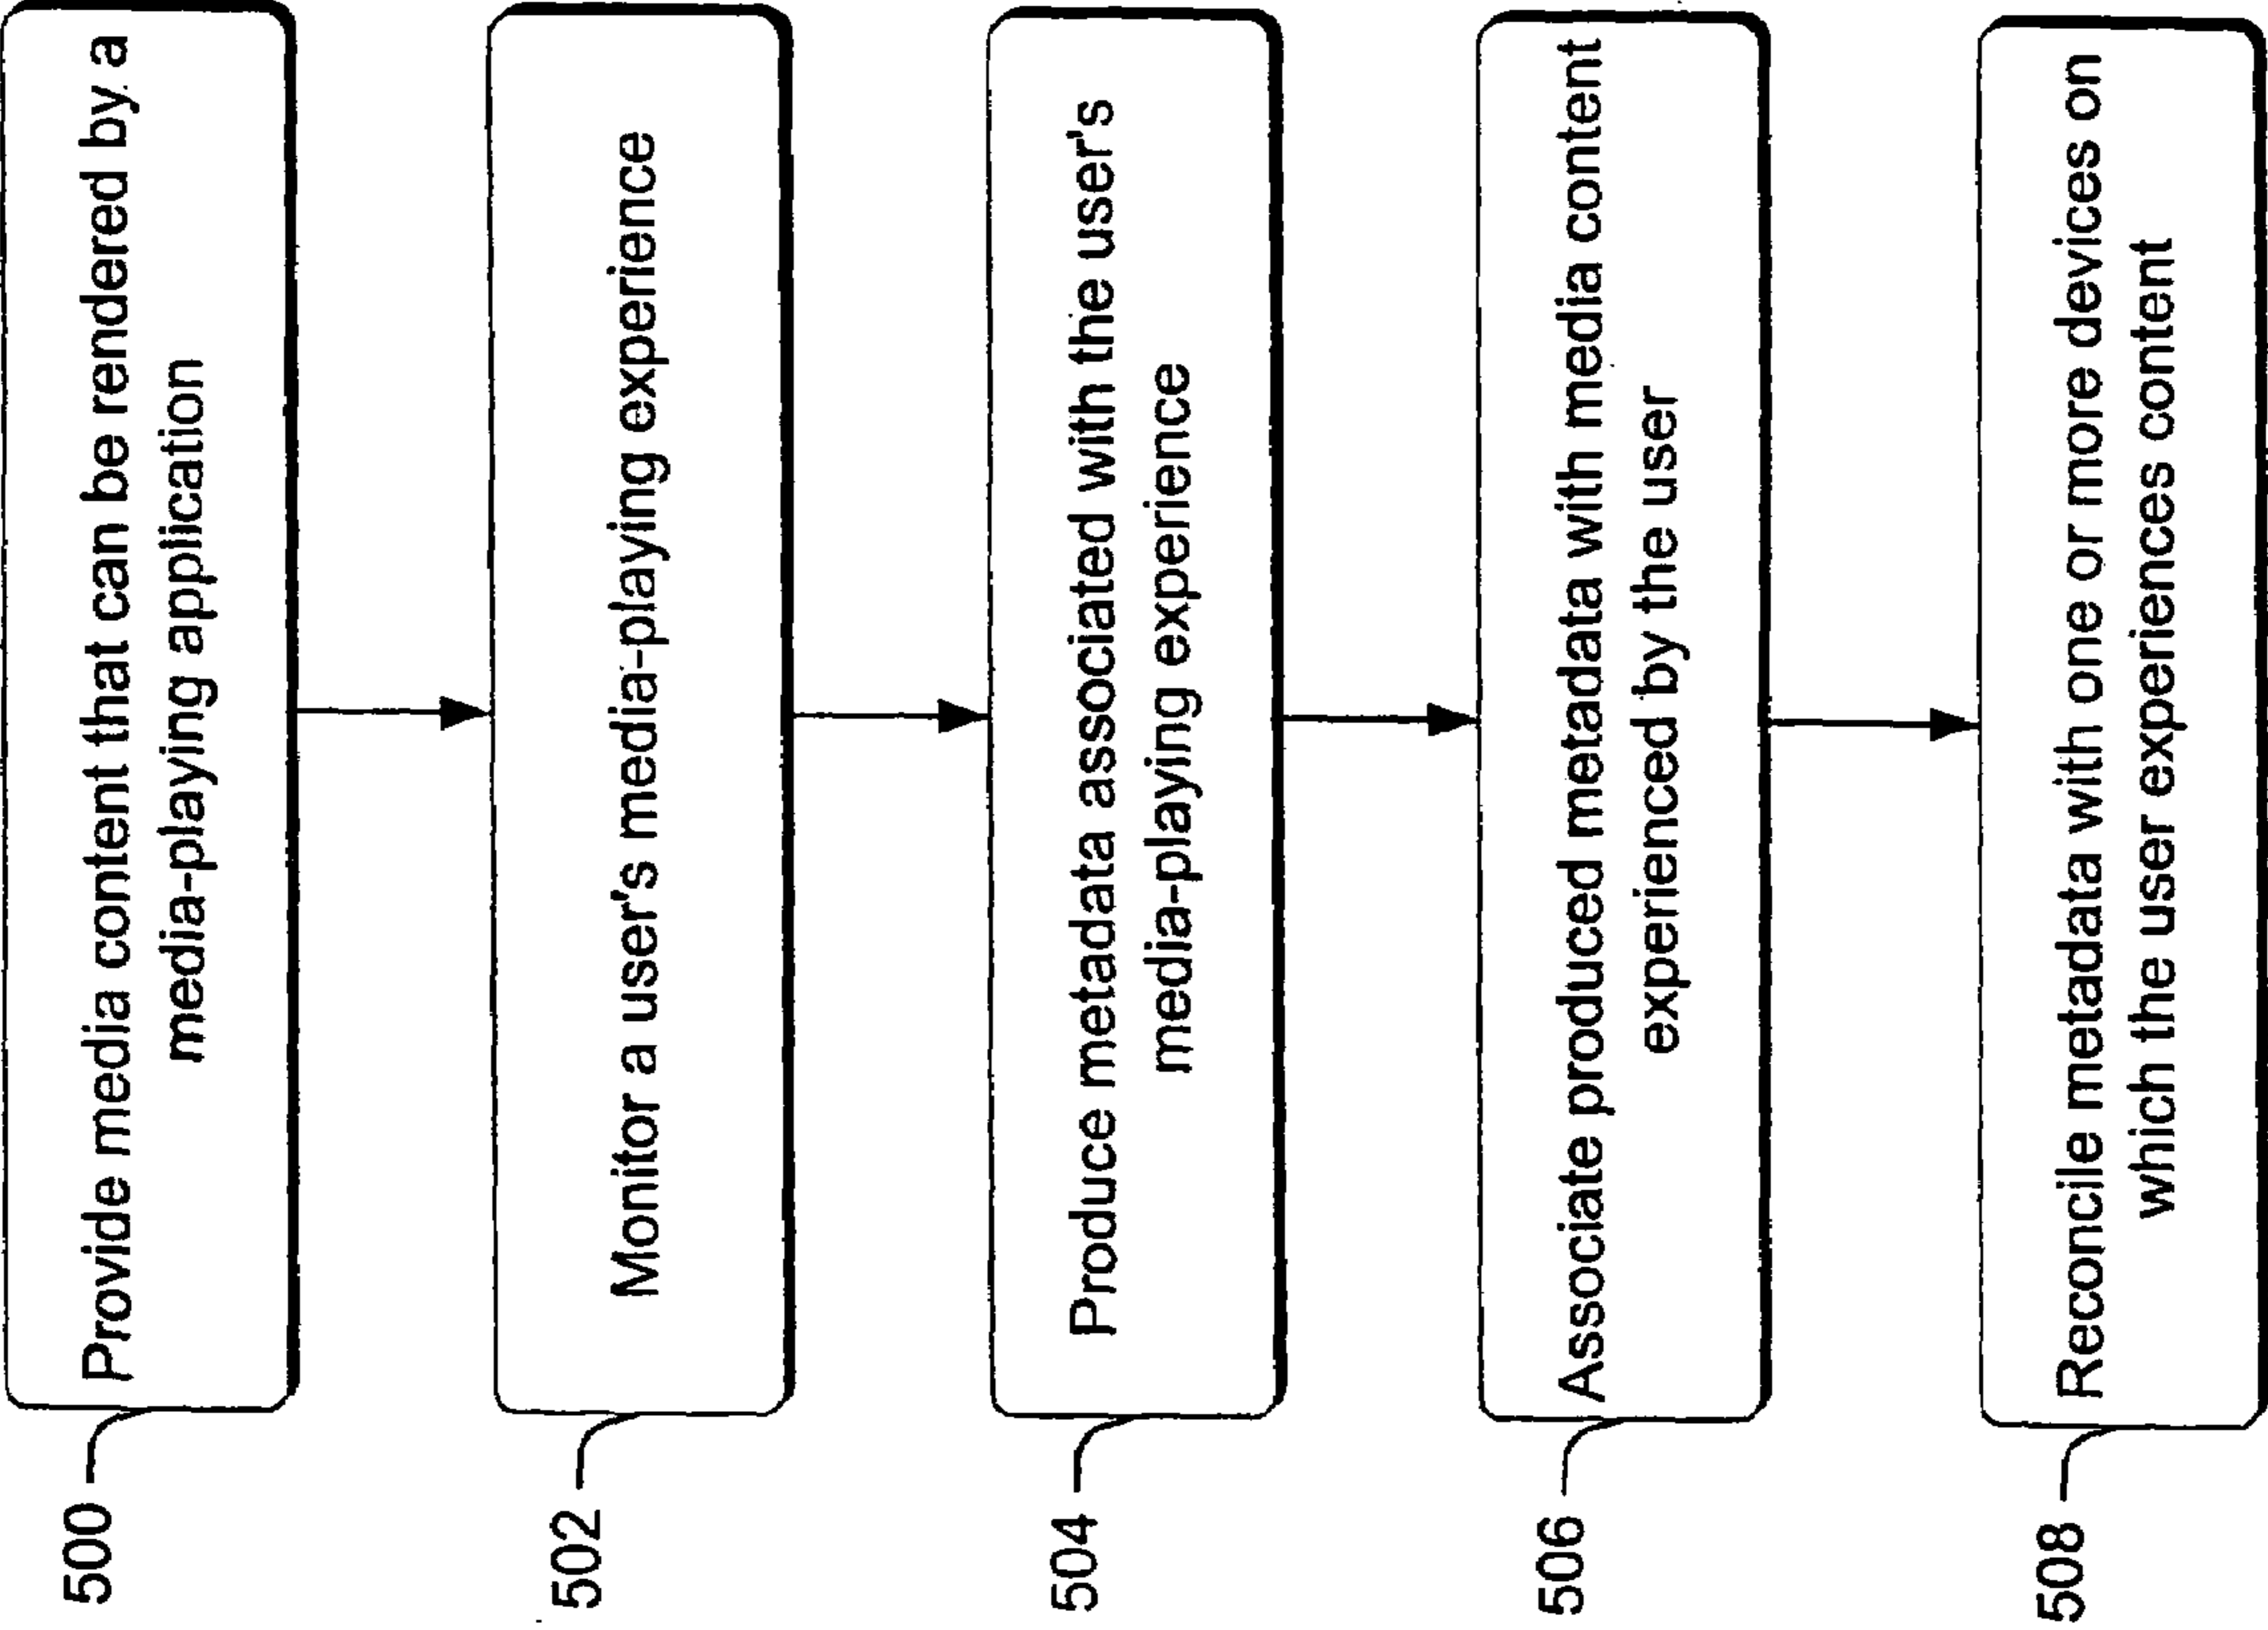 500
Provide media content that can be rendered by a
media-playing application
502
Monitor a user's media-playing experience
504
Produce metadata associated with the user's
media-playing experience
506
Associate produced metadata with media content
experienced by the user
508
Reconcile metadata with one or more devices on
which the user experiences content